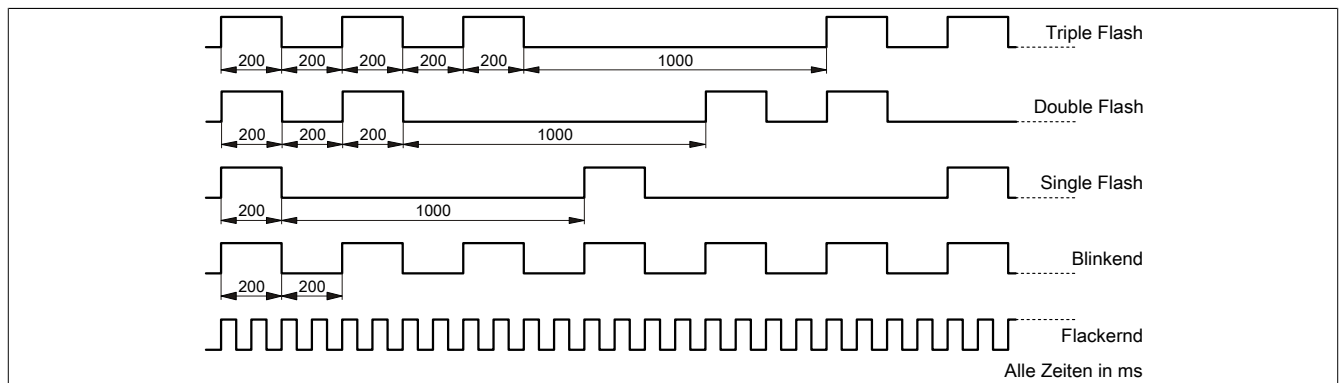 Triple Flash
200 200 200 200 200 1000
Double Flash
200 200 200 1000
Single Flash
200 1000
Blinkend
200 200
Flackernd
Alle Zeiten in ms